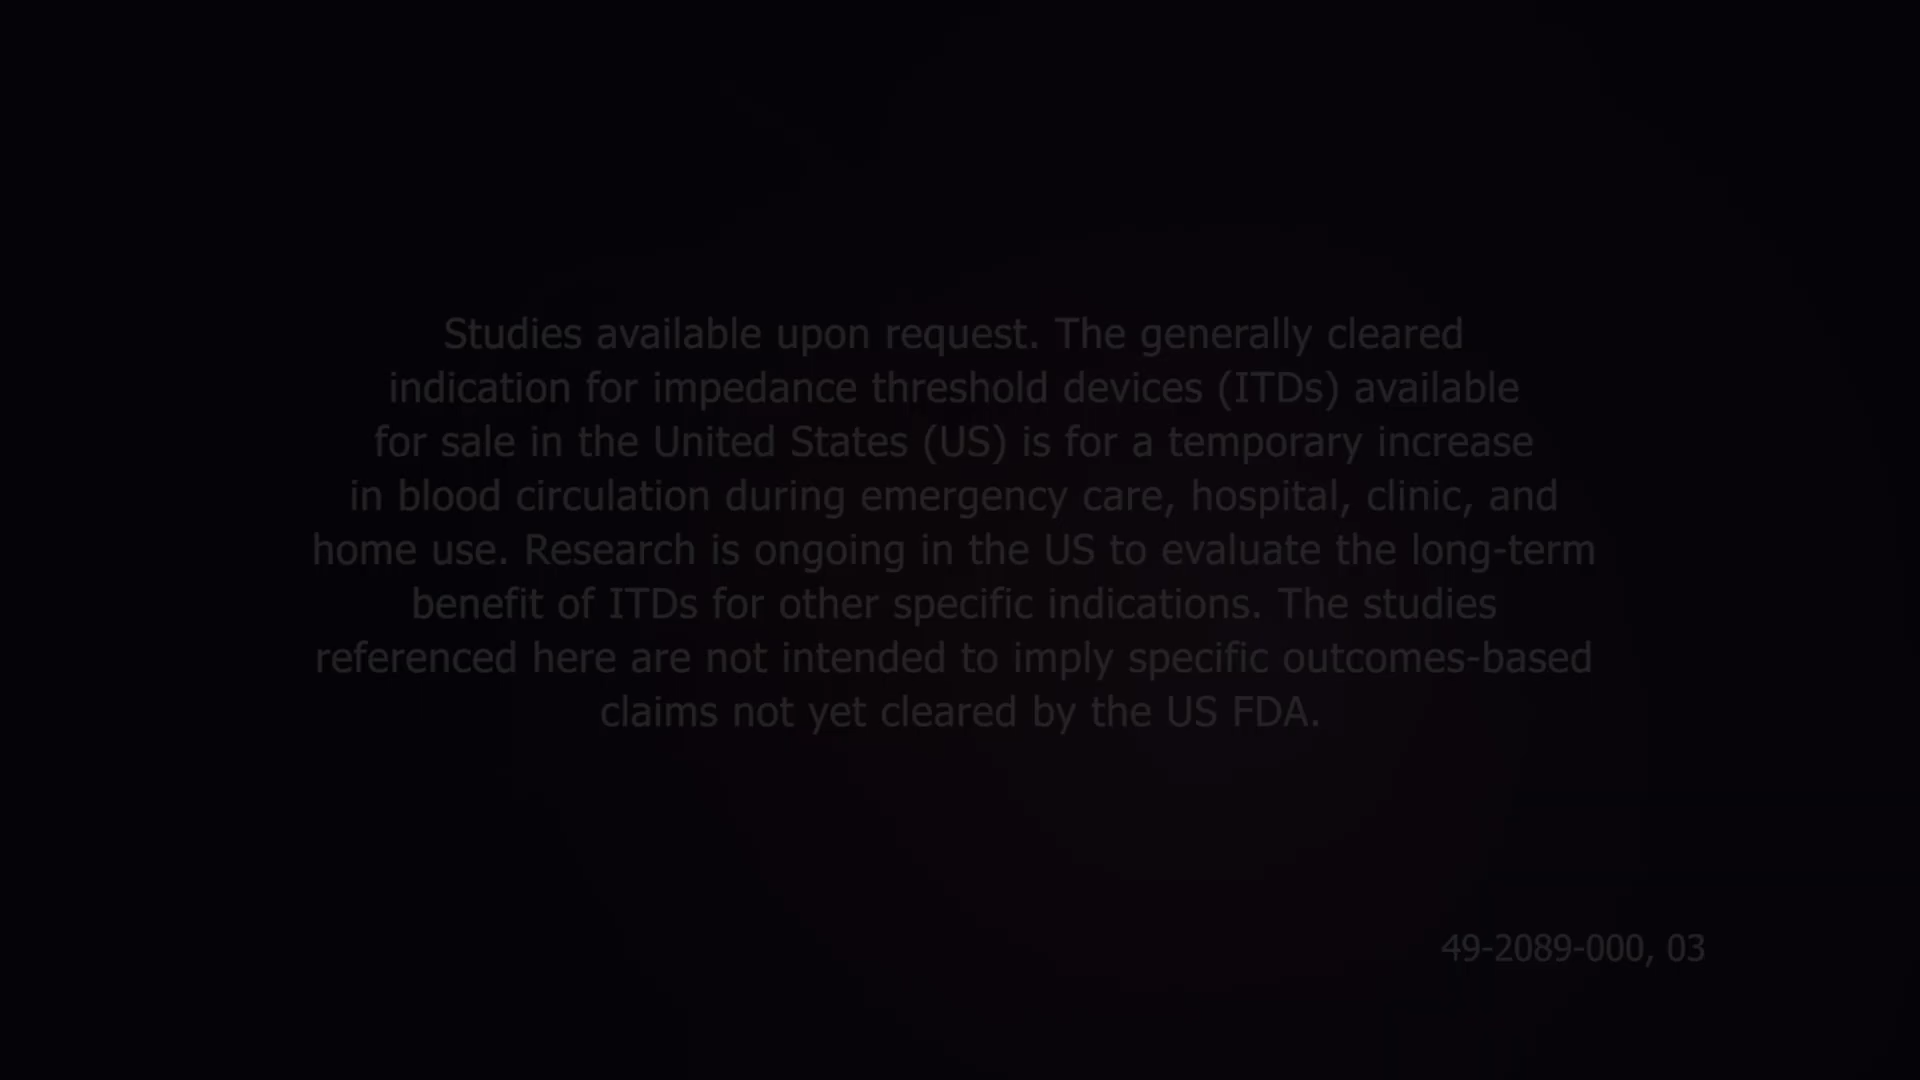 Studies available upon request. The generally cleared
indication for impedance threshold devices (ITDs) available
for sale in the United States (US) is for a temporary increase
in blood circulation during emergency care, hospital, clinic, and
home use. Research is ongoing in the US to evaluate the long-term
benefit of ITDs for other specific indications. The studies
referenced here are not intended to imply specific outcomes-based
claims not yet cleared by the US FDA.
49-2089-000, 03